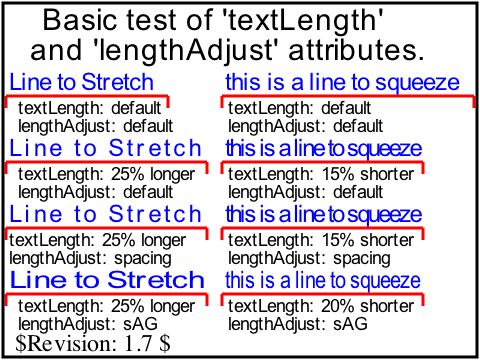 Basic test of 'textLength'
and 'lengthAdjust' attributes.
Line to Stretch
textLength: default
lengthAdjust: default
this is a line to squeeze
textLength: default
lengthAdjust: default
Line to Stretch
textLength: 25% longer
lengthAdjust: default
this is a line to squeeze
textLength: 15% shorter
lengthAdjust: default
Line to Stretch
textLength: 25% longer
lengthAdjust: spacing
this is a line to squeeze
textLength: 15% shorter
lengthAdjust: spacing
Line to Stretch
textLength: 25% longer
lengthAdjust: sAG
this is a line to squeeze
textLength: 20% shorter
lengthAdjust: sAG
$Revision: 1.7 $